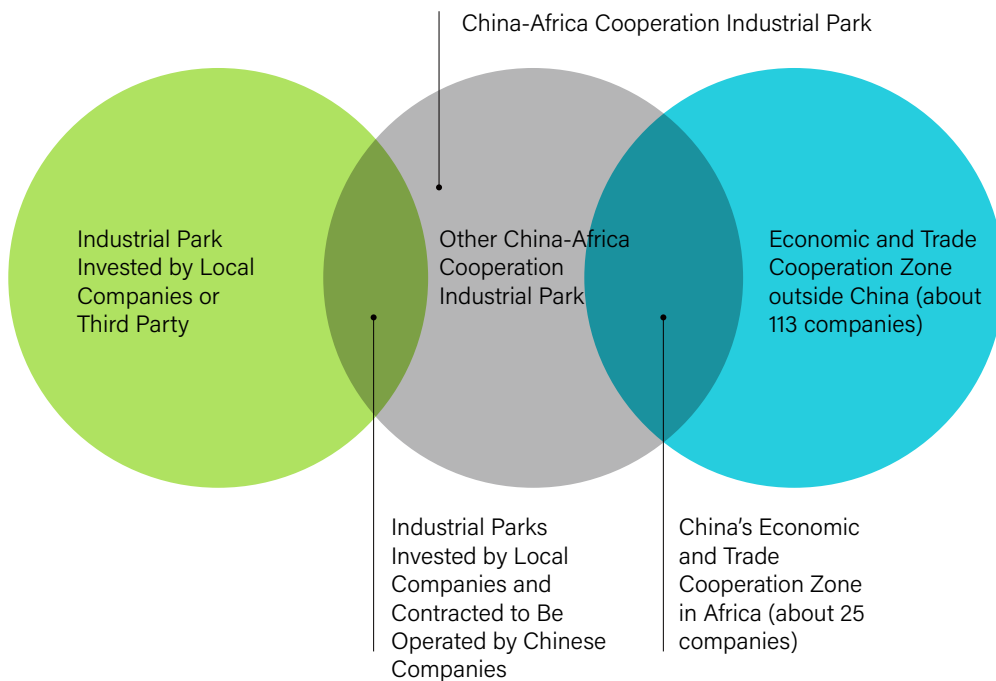 China-Africa Cooperation Industrial Park
Industrial Park
Invested by Local
Companies or
Third Party
Other China-Africa
Cooperation
Industrial Park
Economic and Trade
Cooperation Zone
outside China (about
113 companies)
Industrial Parks
Invested by Local
Companies and
Contracted to Be
Operated by Chinese
Companies
China’s Economic
and Trade
Cooperation Zone
in Africa (about 25
companies)